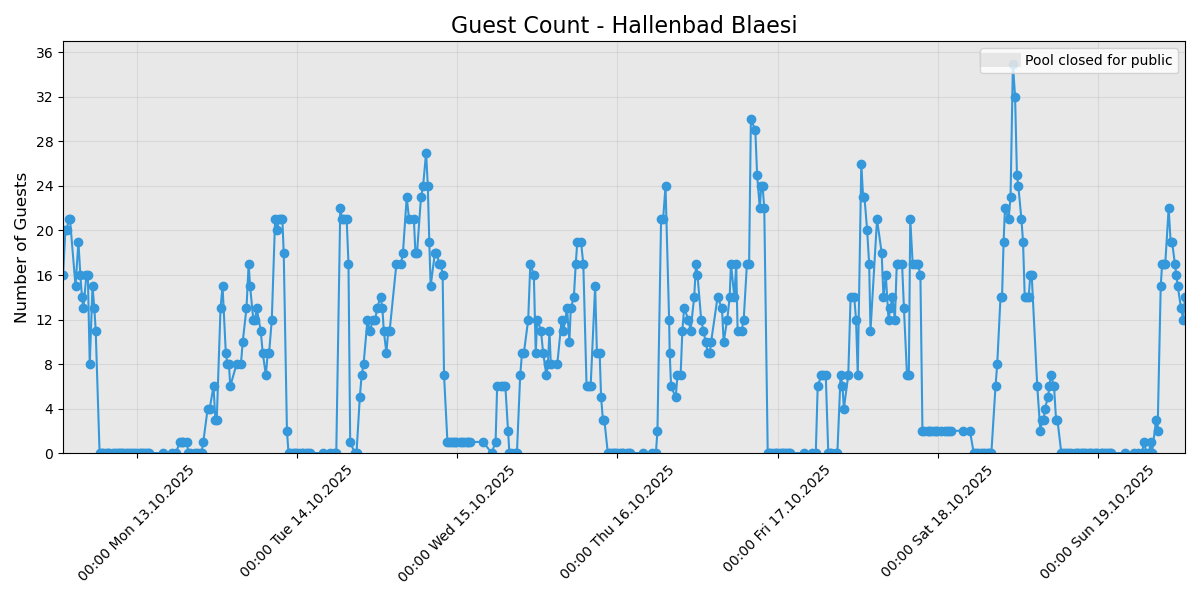 Guest Count - Hallenbad Blaesi
Pool closed for public
Number of Guests
36
32
28
24
20
16
12
8
4
0
00:00 Mon 13.10.2025
00:00 Tue 14.10.2025
00:00 Wed 15.10.2025
00:00 Thu 16.10.2025
00:00 Fri 17.10.2025
00:00 Sat 18.10.2025
00:00 Sun 19.10.2025